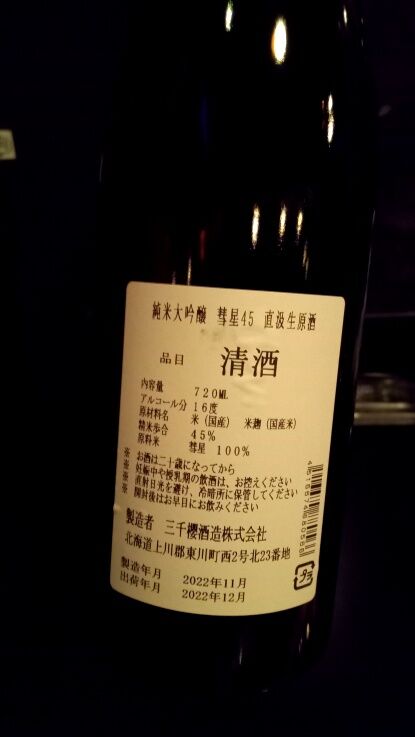 純米大吟醸 彗星45 直汲生原酒
品目 清酒
内容量 720ML
アルコール分 16度
原材料名 米(国産) 米麹(国産米)
精米歩合 45%
原料米 彗星 100%
※ お酒は二十歳になってから
※ 妊娠中や授乳期の飲酒は、お控えください
※ 直射日光を避け、冷暗所に保管してください
※ 開封後はお早目にお飲みください
製造者 三千櫻酒造株式会社
北海道上川郡東川町西2号北23番地
製造年月 2022年11月
出荷年月 2022年12月
プラ